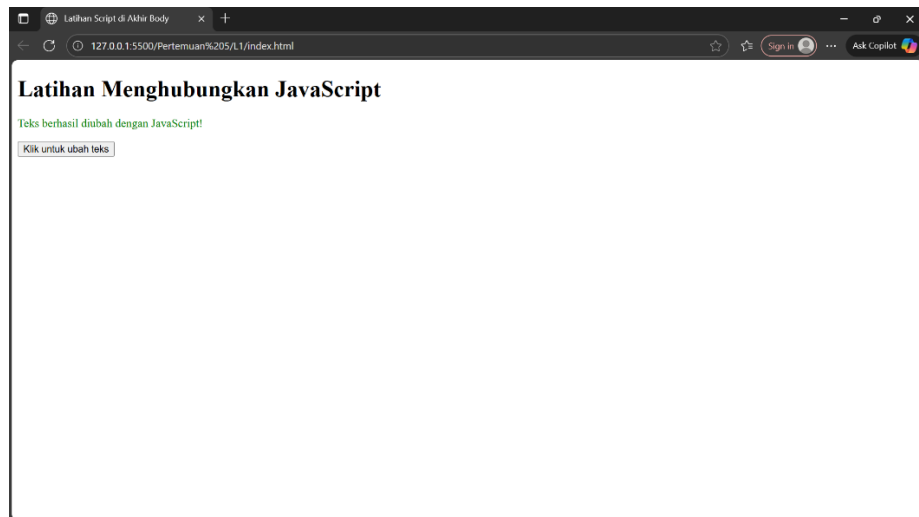 Latihan Script di Akhir Body
127.0.0.1:5500/Pertemuan%205/L1/index.html
Sign in
Ask Copilot
Latihan Menghubungkan JavaScript
Teks berhasil diubah dengan JavaScript!
Klik untuk ubah teks